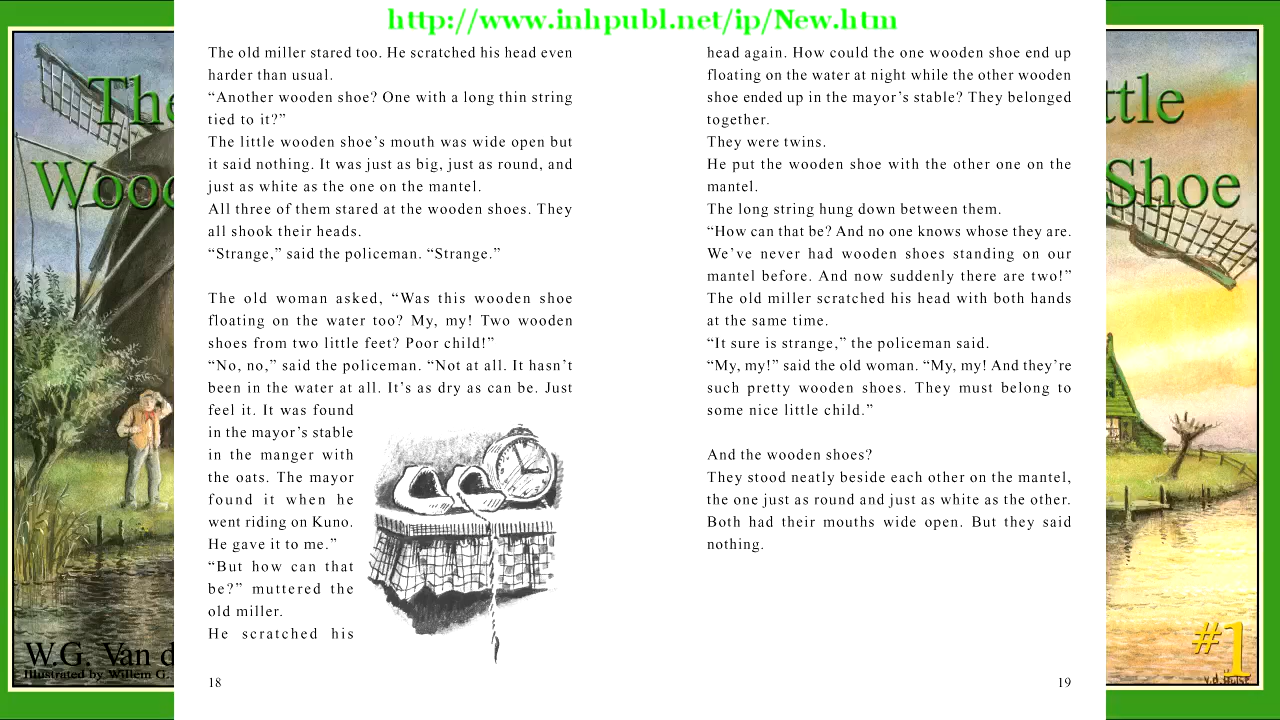 http://www.inhpubl.net/ip/New.htm
The old miller stared too. He scratched his head even
harder than usual.
“Another wooden shoe? One with a long thin string
tied to it?”
The little wooden shoe’s mouth was wide open but
it said nothing. It was just as big, just as round, and
just as white as the one on the mantel.
All three of them stared at the wooden shoes. They
all shook their heads.
“Strange,” said the policeman. “Strange.”
The old woman asked, “Was this wooden shoe
floating on the water too? My, my! Two wooden
shoes from two little feet? Poor child!”
“No, no,” said the policeman. “Not at all. It hasn’t
been in the water at all. It’s as dry as can be. Just
feel it. It was found
in the mayor’s stable
in the manger with
the oats. The mayor
found it when he
went riding on Kuno.
He gave it to me.”
“But how can that
be?” muttered the
old miller.
He scratched his
18
head again. How could the one wooden shoe end up
floating on the water at night while the other wooden
shoe ended up in the mayor’s stable? They belonged
together.
They were twins.
He put the wooden shoe with the other one on the
mantel.
The long string hung down between them.
“How can that be? And no one knows whose they are.
We’ve never had wooden shoes standing on our
mantel before. And now suddenly there are two!”
The old miller scratched his head with both hands
at the same time.
“It sure is strange,” the policeman said.
“My, my!” said the old woman. “My, my! And they’re
such pretty wooden shoes. They must belong to
some nice little child.”
And the wooden shoes?
They stood neatly beside each other on the mantel,
the one just as round and just as white as the other.
Both had their mouths wide open. But they said
nothing.
19
The
Woo
ttle
Shoe
W.G. Van d
Illustrated by Willem G.
#1